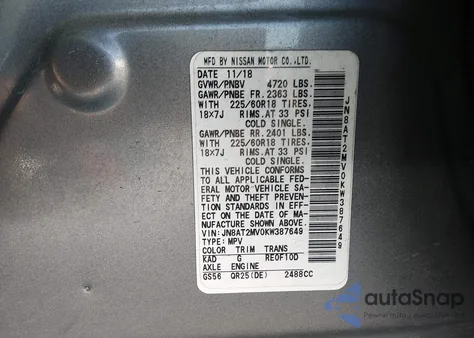 MFD BY NISSAN MOTOR CO.,LTD.
DATE 11/18
GVWR/PNBV 4720 LBS.
GAWR/PNBE FR. 2363 LBS.
WITH 225/60R18 TIRES.
18X7J RIMS.AT 33 PSI
COLD SINGLE.
GAWR/PNBE RR. 2401 LBS.
WITH 225/60R18 TIRES.
18X7J RIMS.AT 33 PSI
COLD SINGLE.
THIS VEHICLE CONFORMS
TO ALL APPLICABLE FED-
ERAL MOTOR VEHICLE SA-
FETY AND THEFT PREVEN-
TION STANDARDS IN EFF-
ECT ON THE DATE OF MA-
NUFACTURE SHOWN ABOVE.
VIN:JN8AT2MV0KW387649
TYPE:MPV
COLOR TRIM TRANS
KAD G RE0F10D
AXLE ENGINE
GS56 QR25(DE) 2488CC
JN8AT2MV0KW387649
autoSnap
WWW.AUTOSNAP.US